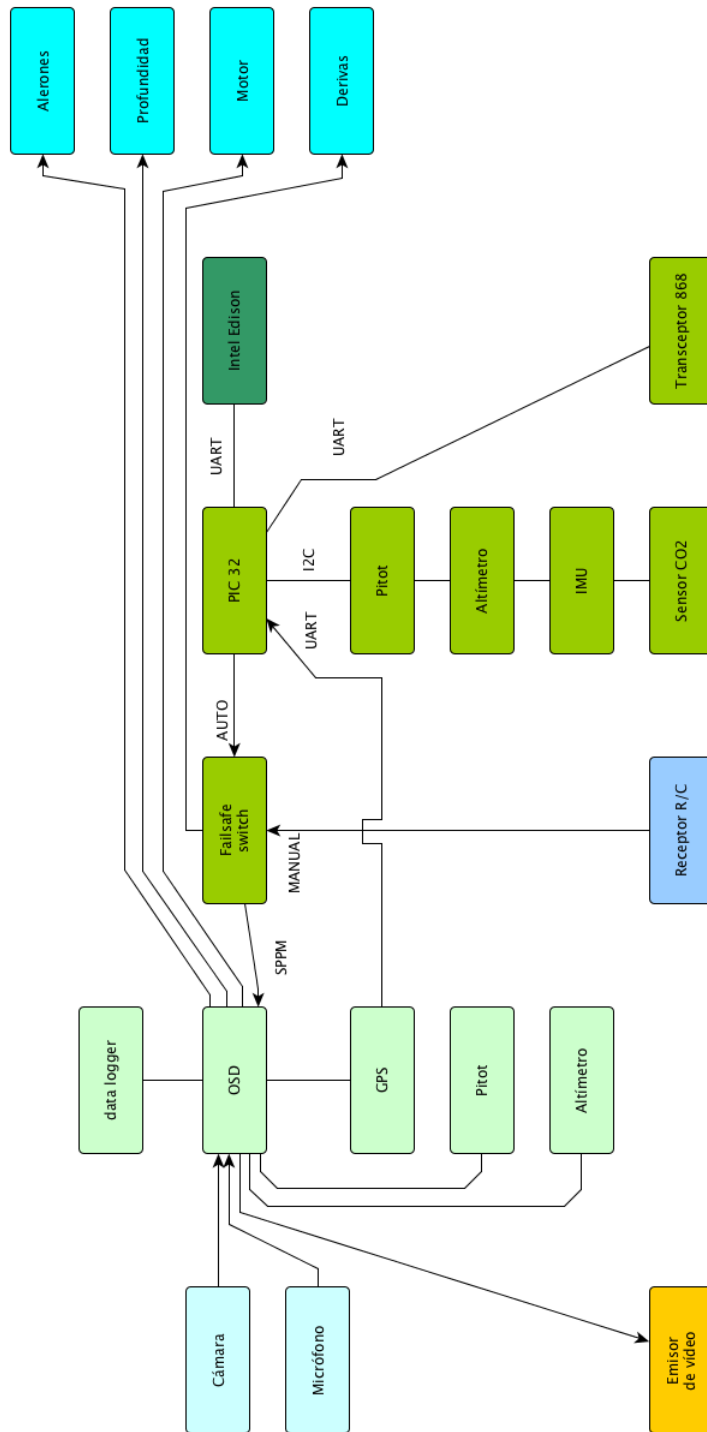 Alerones
Profundidad
Motor
Derivas
Intel Edison
Transceptor 868
UART
UART
PIC 32
I2C
Pitot
Altímetro
IMU
Sensor CO2
UART
AUTO
Failsafe
switch
MANUAL
Receptor R/C
SPPM
data logger
OSD
GPS
Pitot
Altímetro
Cámara
Micrófono
Emisor
de vídeo